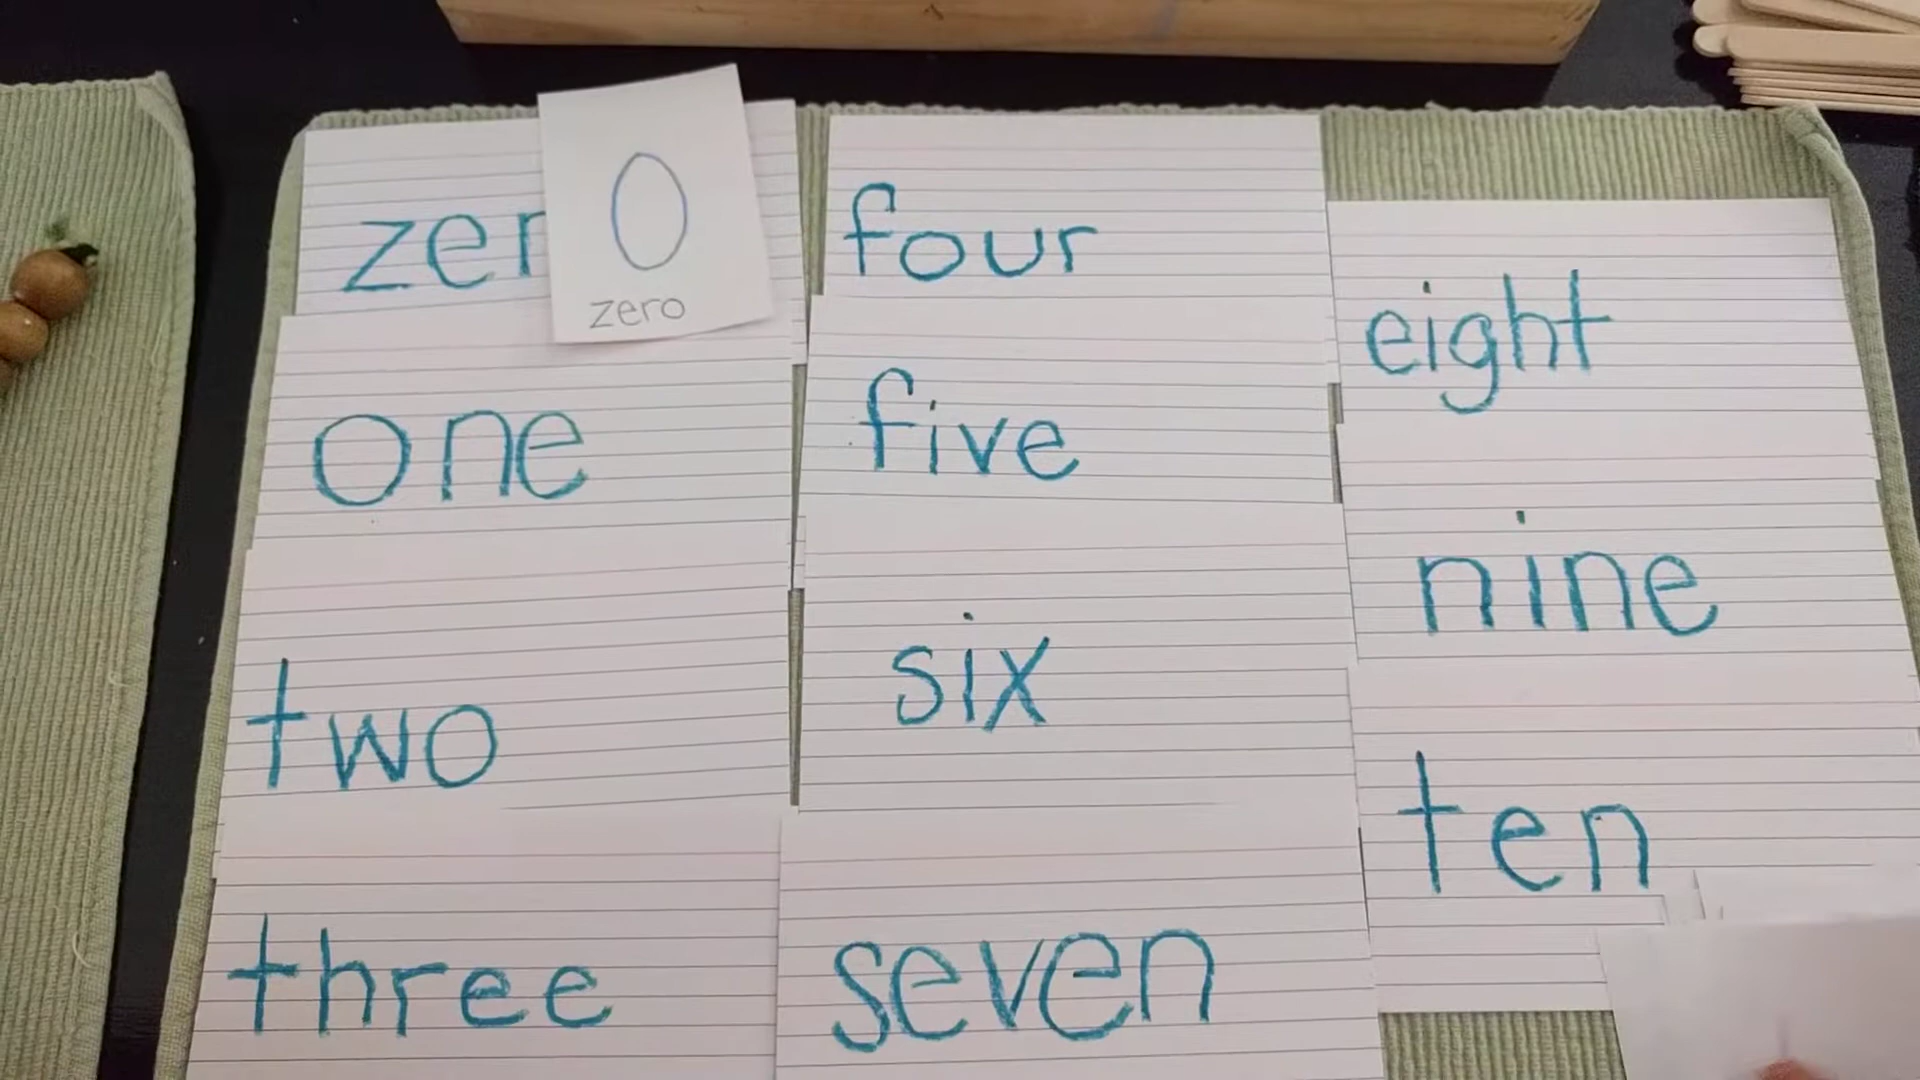 zer
0
zero
one
two
three
four
five
six
seven
eight
nine
ten